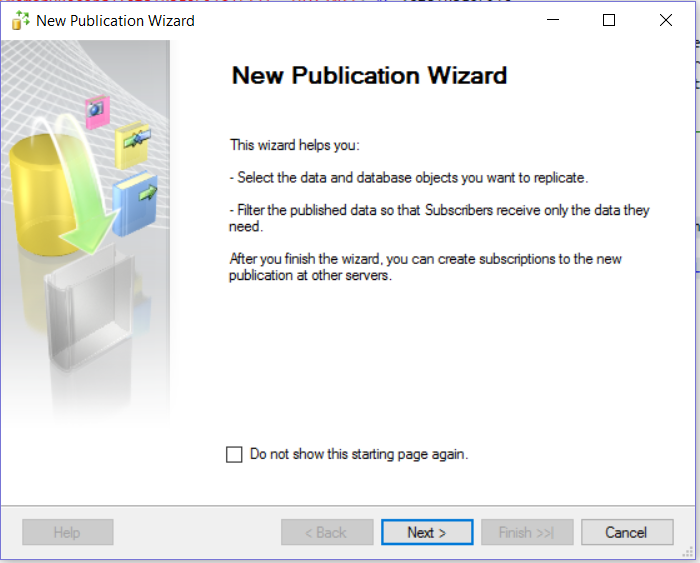 New Publication Wizard
New Publication Wizard
This wizard helps you:
- Select the data and database objects you want to replicate.
- Filter the published data so that Subscribers receive only the data they
need.
After you finish the wizard, you can create subscriptions to the new
publication at other servers.
Do not show this starting page again.
Help
< Back
Next >
Finish >>|
Cancel